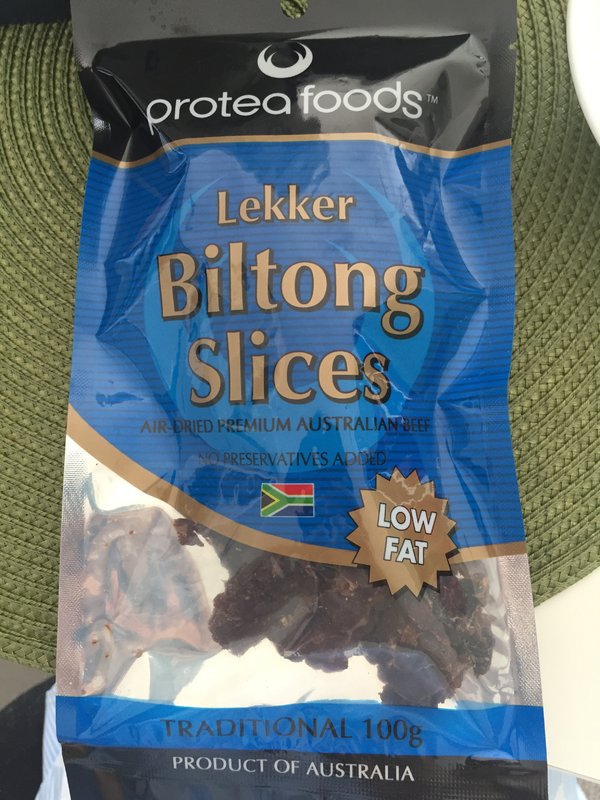 protea foods™
Lekker
Biltong
Slices
AIR-DRIED PREMIUM AUSTRALIAN BEEF
NO PRESERVATIVES ADDED
LOW
FAT
TRADITIONAL 100g
PRODUCT OF AUSTRALIA